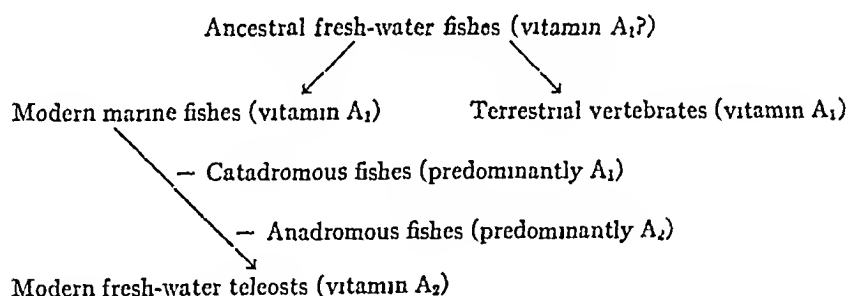 Ancestral fresh-water fishes (vitamin A₁?)
Modern marine fishes (vitamin A₁) Terrestrial vertebrates (vitamin A₁)
— Catadromous fishes (predominantly A₁)
— Anadromous fishes (predominantly A₂)
Modern fresh-water teleosts (vitamin A₂)